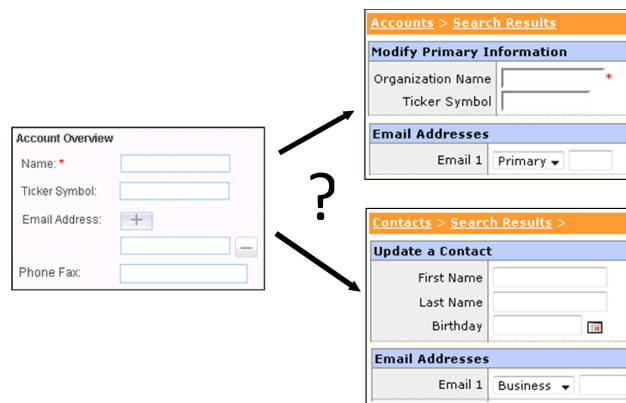 Account Overview
Name: *
Ticker Symbol:
Email Address: +
−
Phone Fax:
?
Accounts > Search Results
Modify Primary Information
Organization Name *
Ticker Symbol
Email Addresses
Email 1 Primary
Contacts > Search Results >
Update a Contact
First Name
Last Name
Birthday
Email Addresses
Email 1 Business